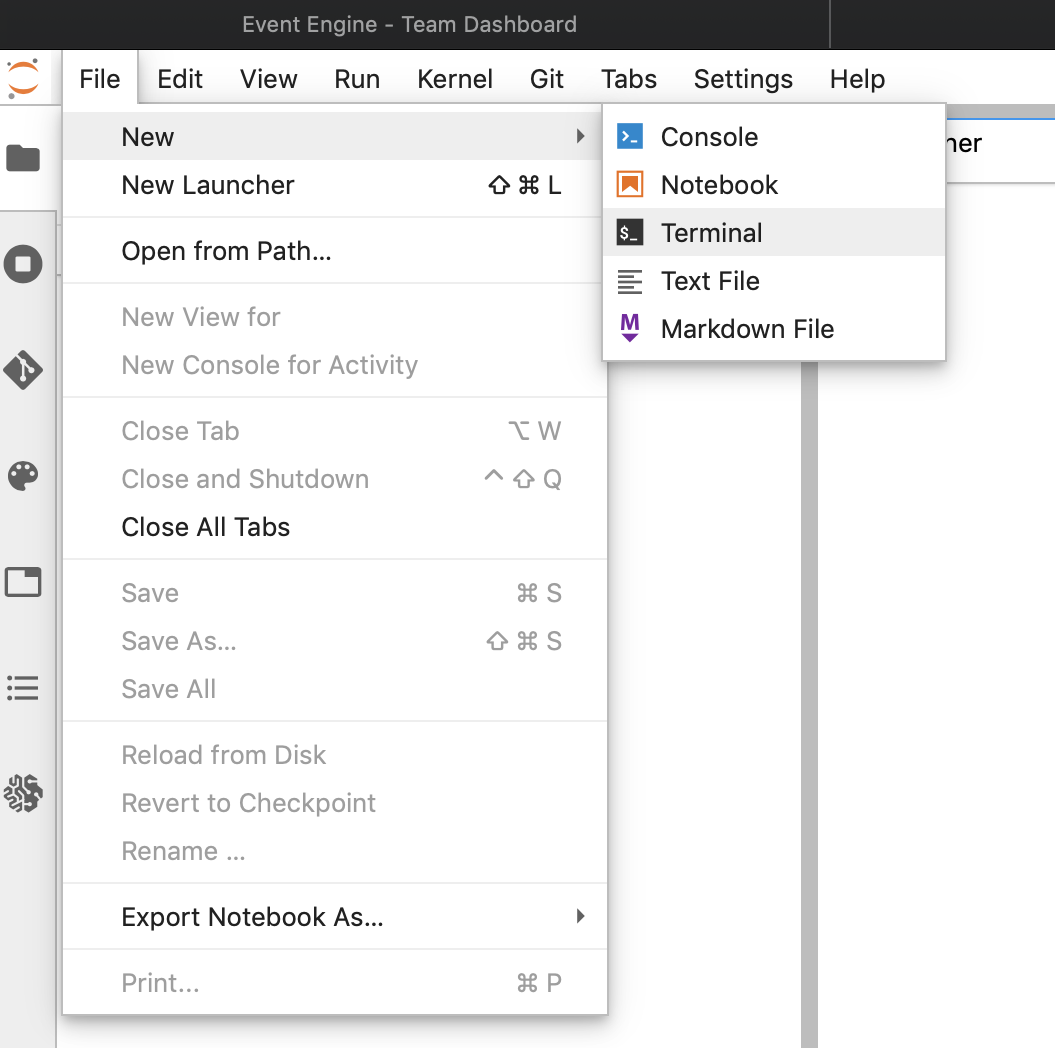 Event Engine - Team Dashboard
File Edit View Run Kernel Git Tabs Settings Help
New
New Launcher ⇧ ⌘ L
Open from Path...
New View for
New Console for Activity
Close Tab ⌥ W
Close and Shutdown ^ ⇧ Q
Close All Tabs
Save ⌘ S
Save As... ⇧ ⌘ S
Save All
Reload from Disk
Revert to Checkpoint
Rename ...
Export Notebook As...
Print... ⌘ P
Console
Notebook
$_ Terminal
Text File
M Markdown File